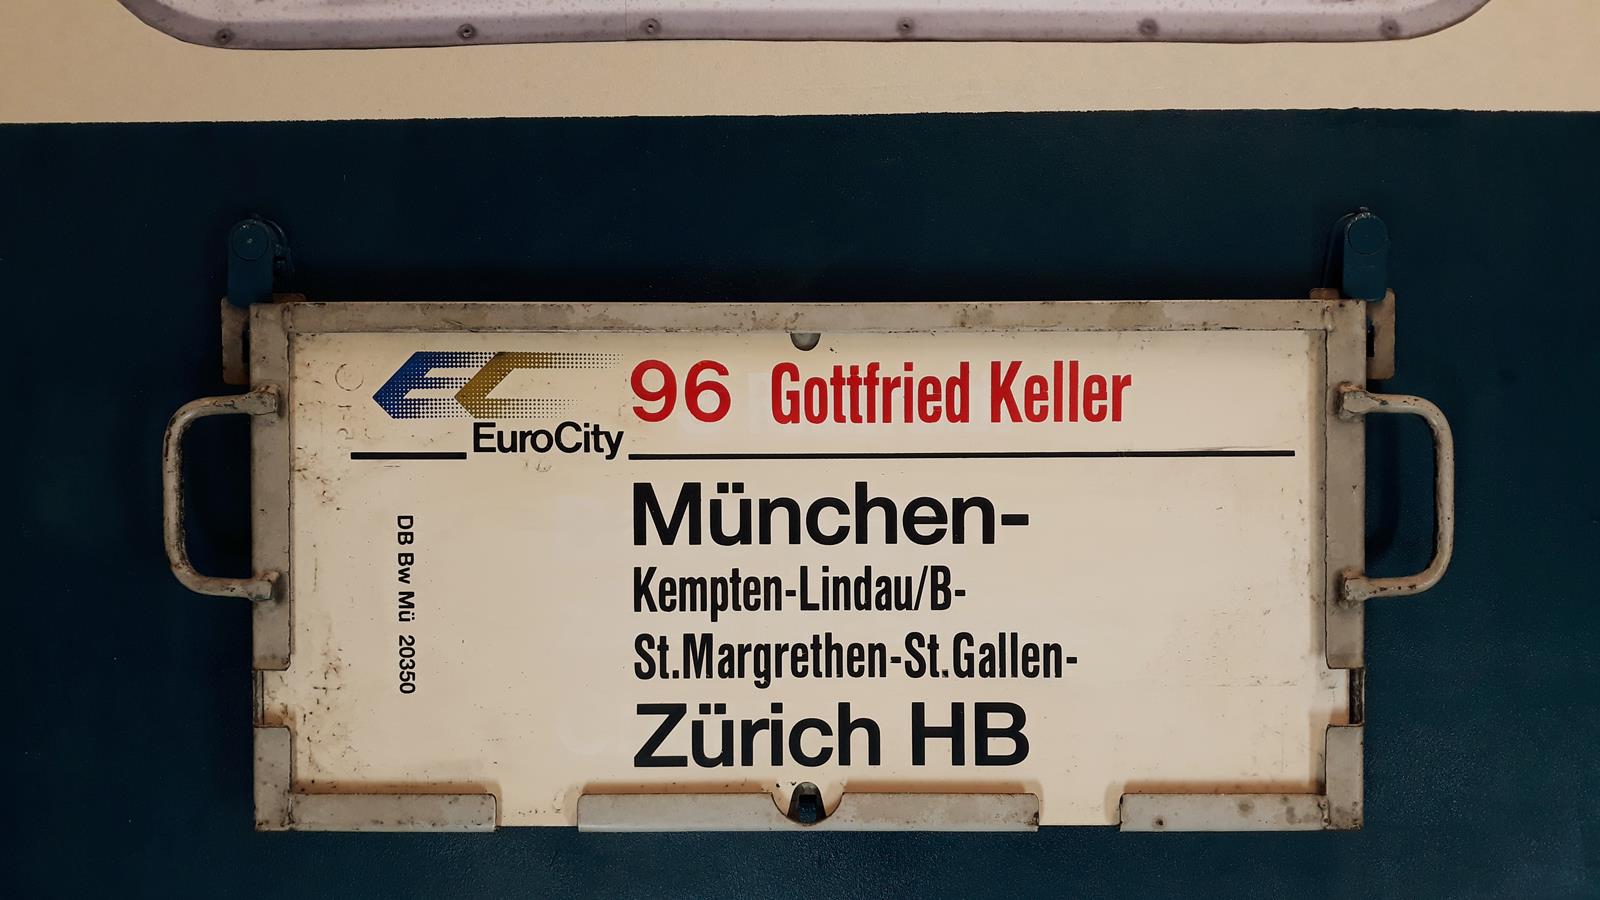 EC
EuroCity
96 Gottfried Keller
München-
Kempten-Lindau/B-
St.Margrethen-St.Gallen-
Zürich HB
DB Bw Mü 20350